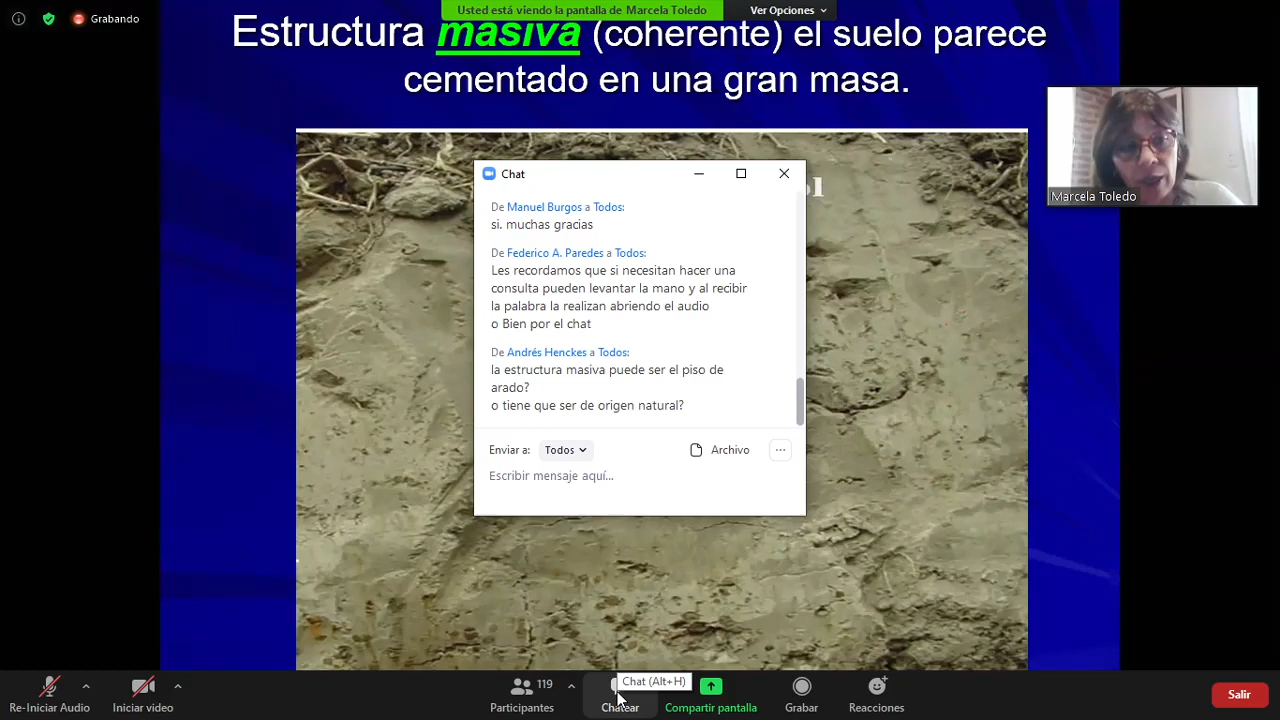 Grabando
Usted está viendo la pantalla de Marcela Toledo
Ver Opciones
Estructura masiva (coherente) el suelo parece
cementado en una gran masa.
Marcela Toledo
Chat
De Manuel Burgos a Todos:
si. muchas gracias
De Federico A. Paredes a Todos:
Les recordamos que si necesitan hacer una
consulta pueden levantar la mano y al recibir
la palabra la realizan abriendo el audio
o Bien por el chat
De Andrés Henckes a Todos:
la estructura masiva puede ser el piso de
arado?
o tiene que ser de origen natural?
Enviar a:
Todos
Archivo
Escribir mensaje aquí...
Chat (Alt+H)
Re-Iniciar Audio
Iniciar video
119
Participantes
Chatear
Compartir pantalla
Grabar
Reacciones
Salir